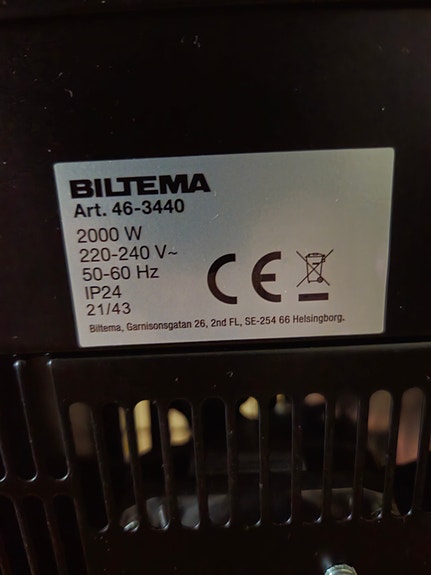 BILTEMA
Art. 46-3440
2000 W
220-240 V~
50-60 Hz
IP24
21/43
CE
Biltema, Garnisonsgatan 26, 2nd FL, SE-254 66 Helsingborg.